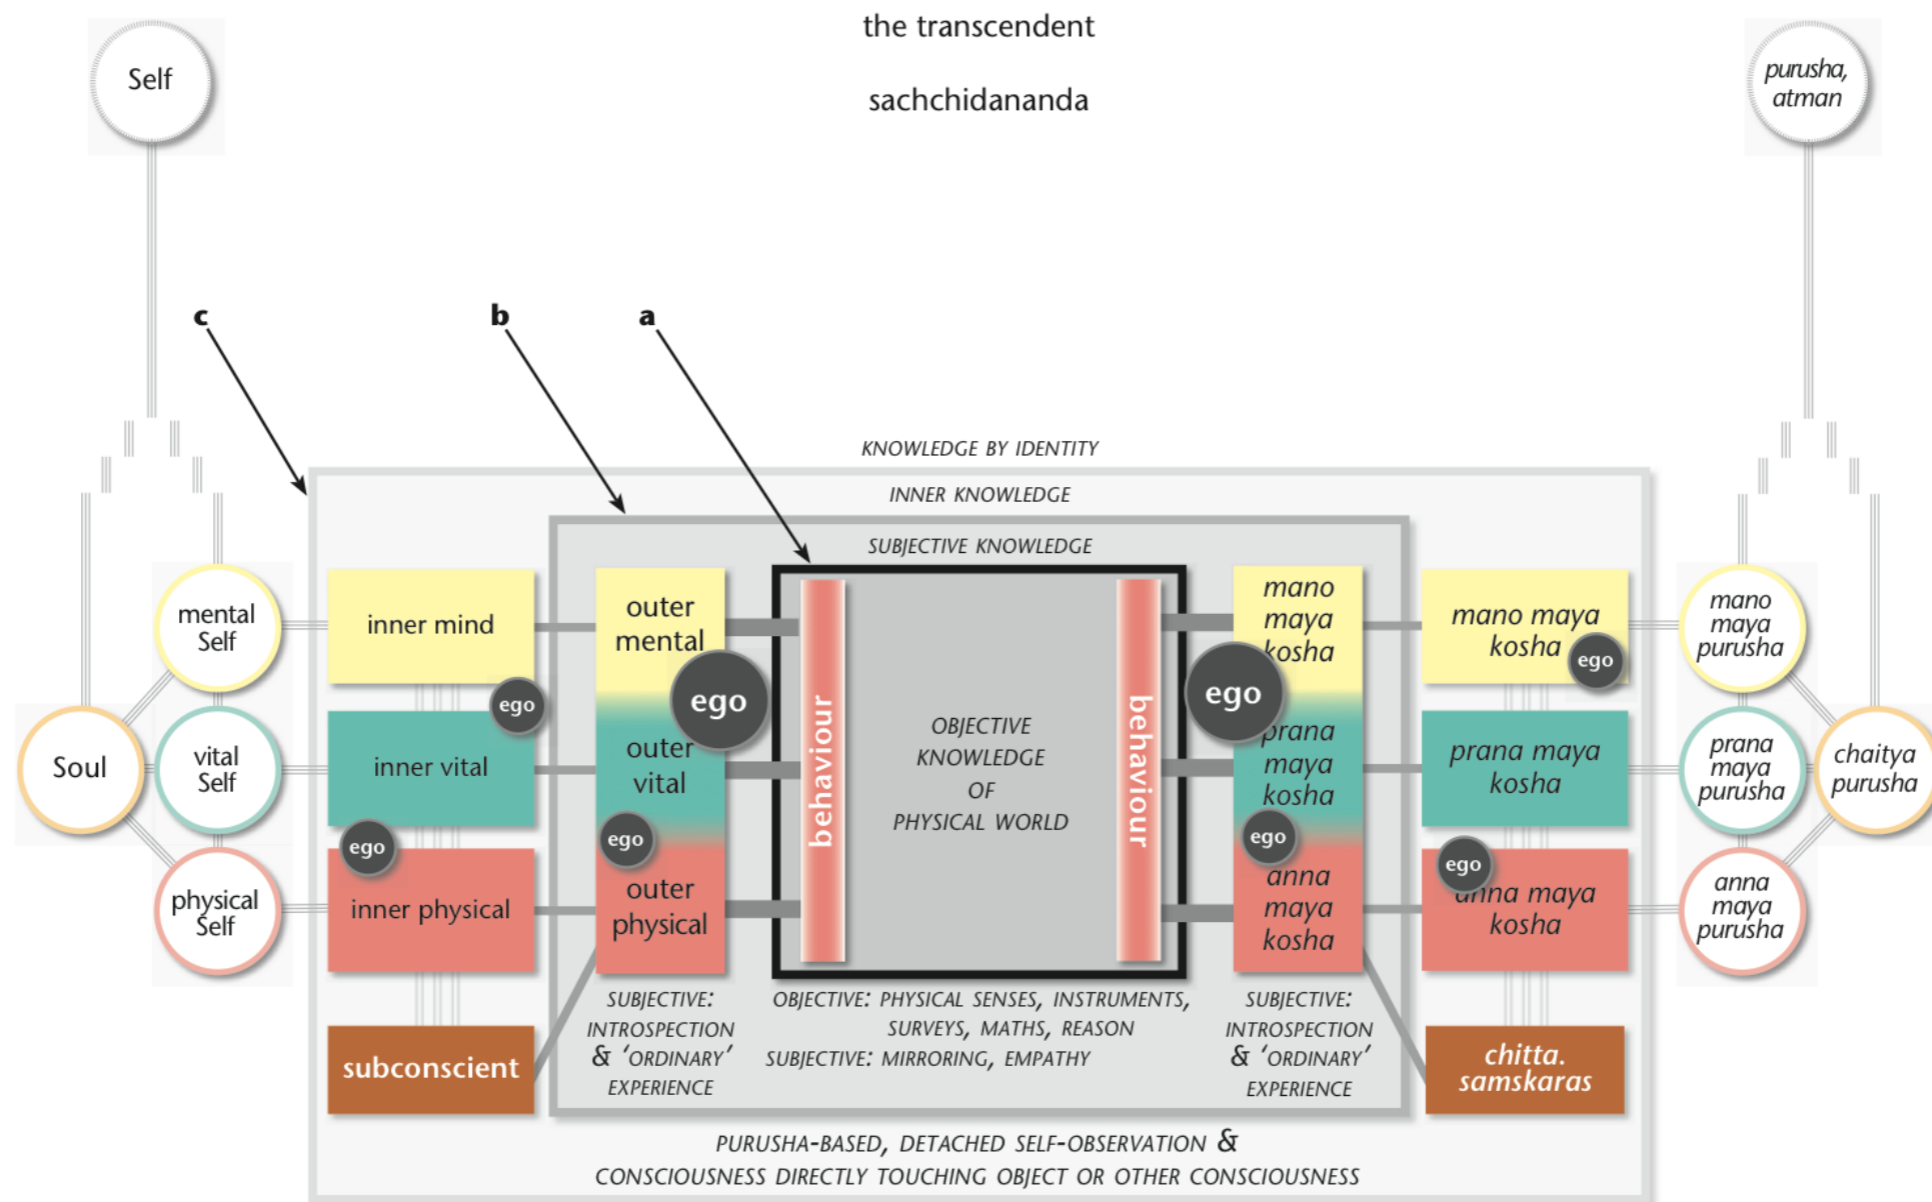 the transcendent
sachchidananda
Self
purusha,
atman
c
b
a
KNOWLEDGE BY IDENTITY
INNER KNOWLEDGE
SUBJECTIVE KNOWLEDGE
mental
Self
inner mind
outer
mental
ego
behaviour
OBJECTIVE
KNOWLEDGE
OF
PHYSICAL WORLD
behaviour
ego
mano
maya
kosha
mano maya
kosha
ego
mano
maya
purusha
ego
Soul
vital
Self
inner vital
outer
vital
prana
maya
kosha
prana maya
kosha
prana
maya
purusha
chaitya
purusha
ego
ego
ego
ego
physical
Self
inner physical
outer
physical
anna
maya
kosha
anna maya
kosha
anna
maya
purusha
SUBJECTIVE:
INTROSPECTION
& ‘ORDINARY’
EXPERIENCE
OBJECTIVE: PHYSICAL SENSES, INSTRUMENTS,
SURVEYS, MATHS, REASON
SUBJECTIVE: MIRRORING, EMPATHY
SUBJECTIVE:
INTROSPECTION
& ‘ORDINARY’
EXPERIENCE
subconscient
chitta.
samskaras
PURUSHA-BASED, DETACHED SELF-OBSERVATION &
CONSCIOUSNESS DIRECTLY TOUCHING OBJECT OR OTHER CONSCIOUSNESS